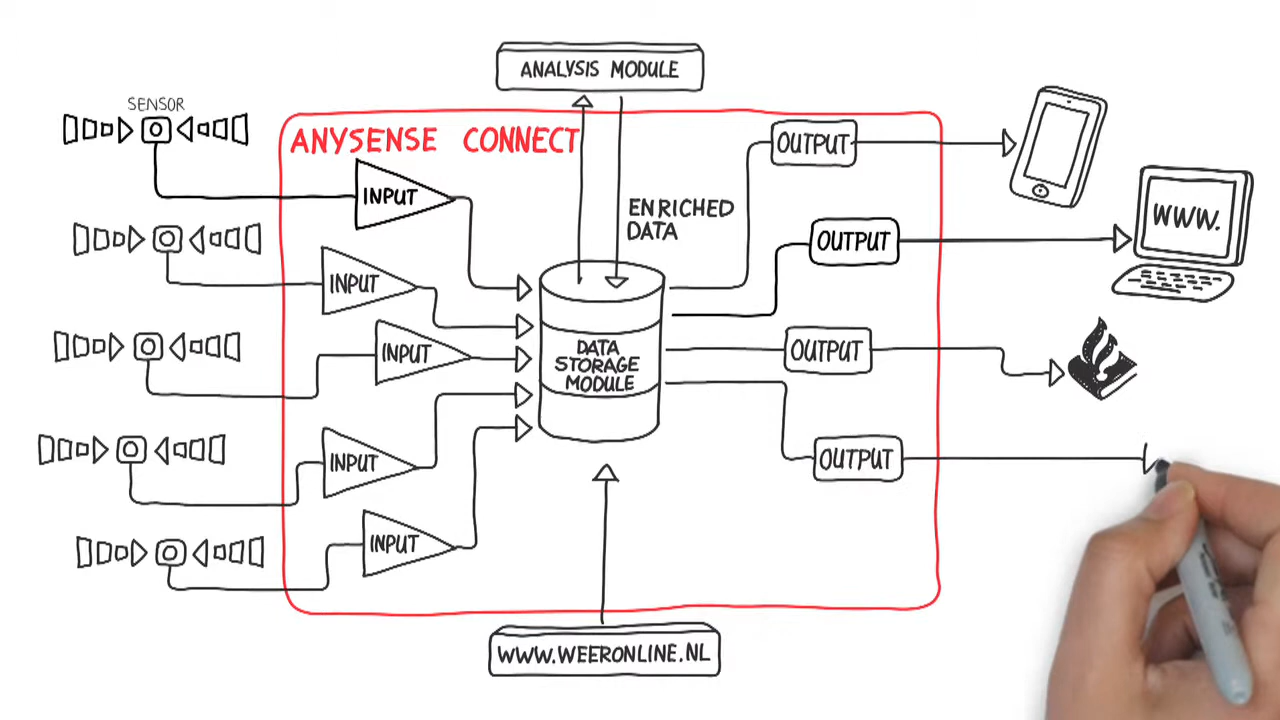 ANALYSIS MODULE
SENSOR
ANYSENSE CONNECT
OUTPUT
INPUT
ENRICHED
DATA
WWW.
OUTPUT
INPUT
DATA
STORAGE
MODULE
INPUT
OUTPUT
INPUT
OUTPUT
INPUT
WWW.WEERONLINE.NL